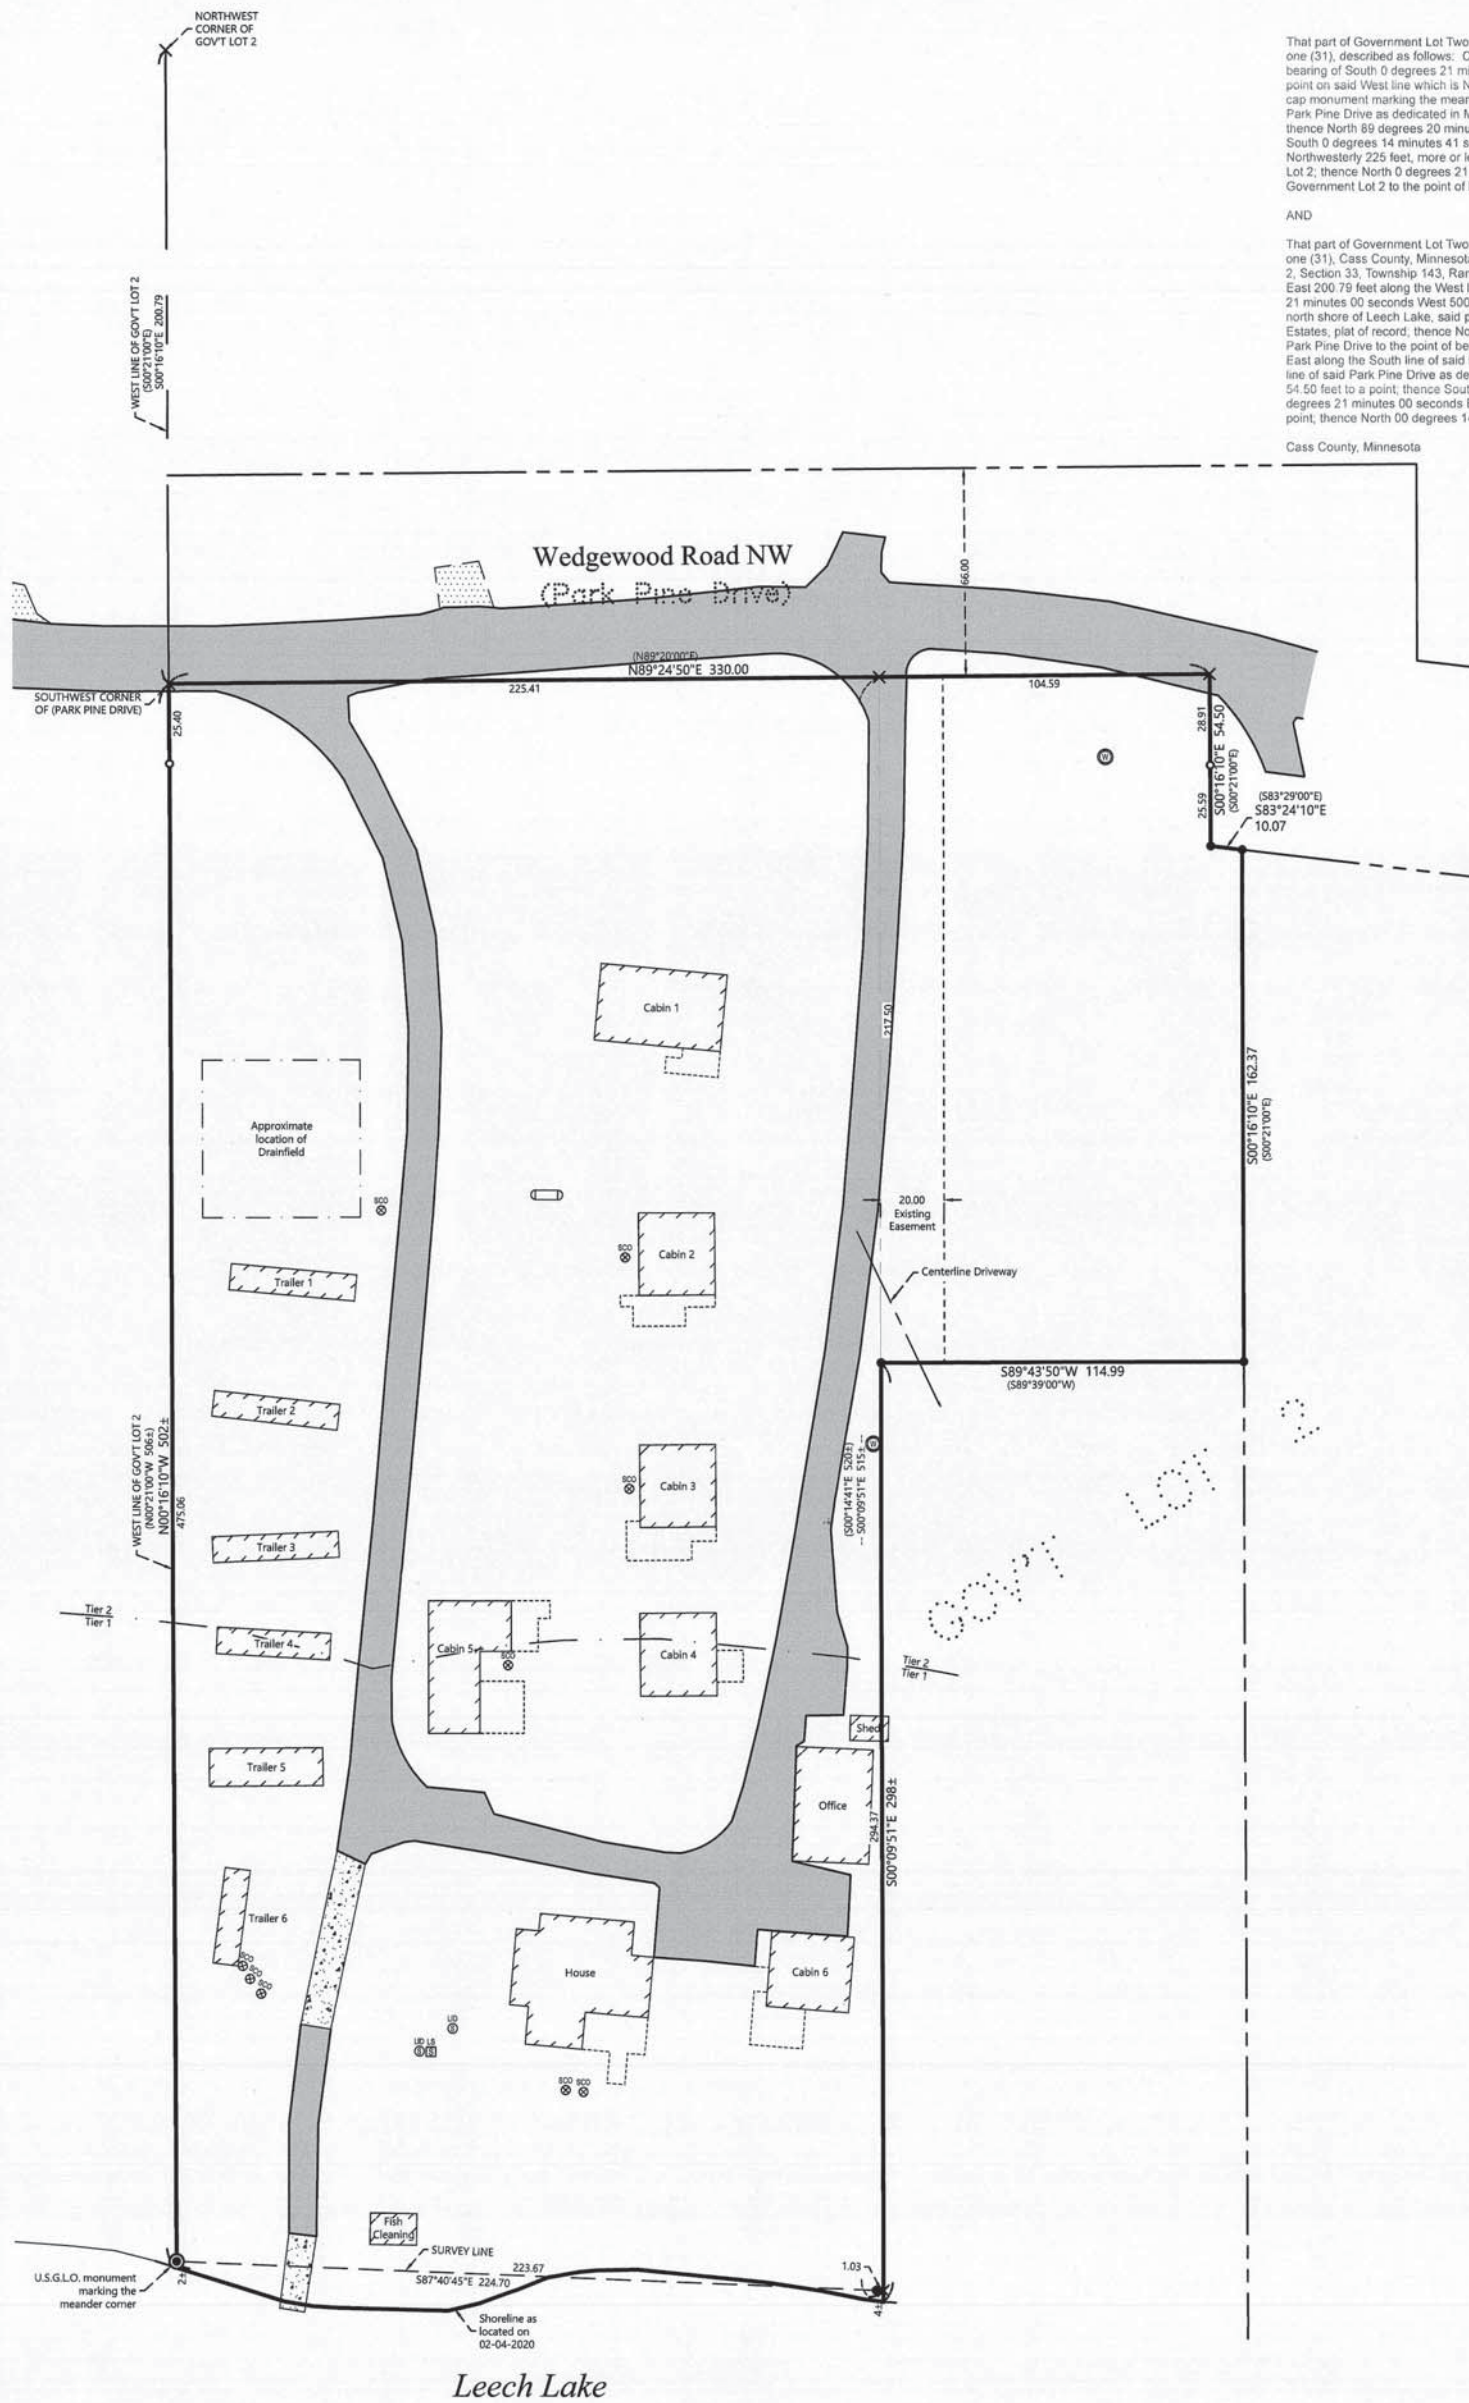 NORTHWEST
CORNER OF
GOV'T LOT 2
That part of Government Lot Two
one (31), described as follows:
bearing of South 0 degrees 21
point on said West line which is
cap monument marking the
Park Pine Drive as dedicated in
thence North 89 degrees 20
South 0 degrees 14 minutes 41
Northwesterly 225 feet, more or
Lot 2; thence North 0 degrees 21
Government Lot 2 to the point of
AND
That part of Government Lot Two
one (31), Cass County,
2, Section 33, Township 143,
East 200.79 feet along the West
21 minutes 00 seconds West 500
north shore of Leech Lake, said
Estates, plat of record; thence
Park Pine Drive to the point of
East along the South line of said
line of said Park Pine Drive as
54.50 feet to a point; thence
degrees 21 minutes 00 seconds
point; thence North 00 degrees
Cass County, Minnesota
WEST LINE OF GOV'T LOT 2
(S00°21'00"E)
S00°16'10"E 200.79
Wedgewood Road NW
(Park Pine Drive)
66.00
(N89°20'00"E)
N89°24'50"E 330.00
225.41
104.59
SOUTHWEST CORNER
OF (PARK PINE DRIVE)
25.40
28.91
25.59
S00°16'10"E 54.50
(S00°21'00"E)
W
(S83°29'00"E)
S83°24'10"E
10.07
Cabin 1
217.50
S00°16'10"E 162.37
(S00°21'00"E)
Approximate
location of
Drainfield
SCO
20.00
Existing
Easement
SCO
Cabin 2
Trailer 1
Centerline Driveway
S89°43'50"W 114.99
(S89°39'00"W)
Trailer 2
GOV'T LOT 2
WEST LINE OF GOV'T LOT 2
(N00°21'00"W 506±)
N00°16'10"W 502±
475.06
(S00°14'41"E 520±)
S00°09'51"E 515±
SCO
Cabin 3
Trailer 3
Tier 2
Tier 1
Trailer 4
Cabin 5
SCO
Cabin 4
Tier 2
Tier 1
Shed
Trailer 5
Office
294.37
S00°09'51"E 298±
Trailer 6
SCO
SCO
SCO
House
Cabin 6
LID
LID LS
SCO SCO
Fish
Cleaning
SURVEY LINE
223.67
S87°40'45"E 224.70
1.03
U.S.G.L.O. monument
marking the
meander corner
2±
4±
Shoreline as
located on
02-04-2020
Leech Lake